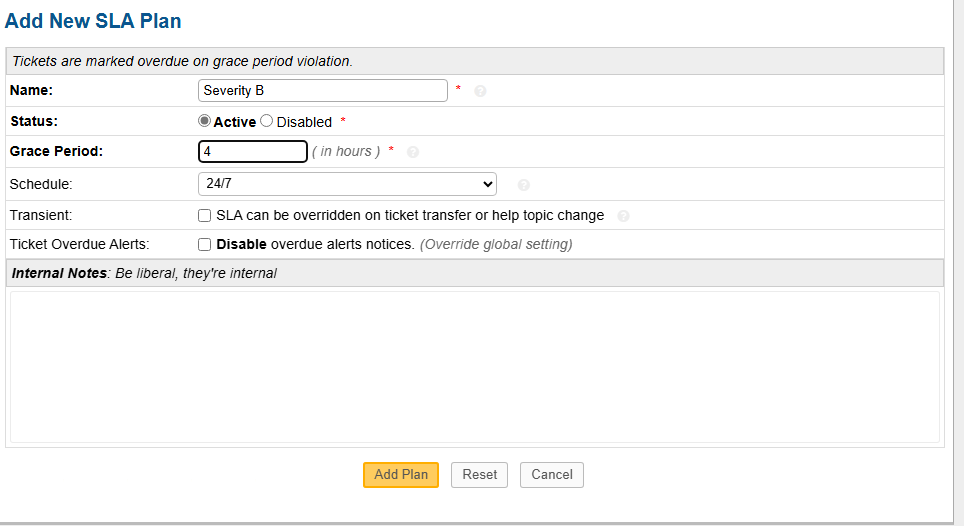 Add New SLA Plan
Tickets are marked overdue on grace period violation.
Name: Severity B * ?
Status: Active Disabled *
Grace Period: 4 ( in hours ) * ?
Schedule: 24/7 ?
Transient: SLA can be overridden on ticket transfer or help topic change ?
Ticket Overdue Alerts: Disable overdue alerts notices. (Override global setting)
Internal Notes: Be liberal, they're internal
Add Plan Reset Cancel